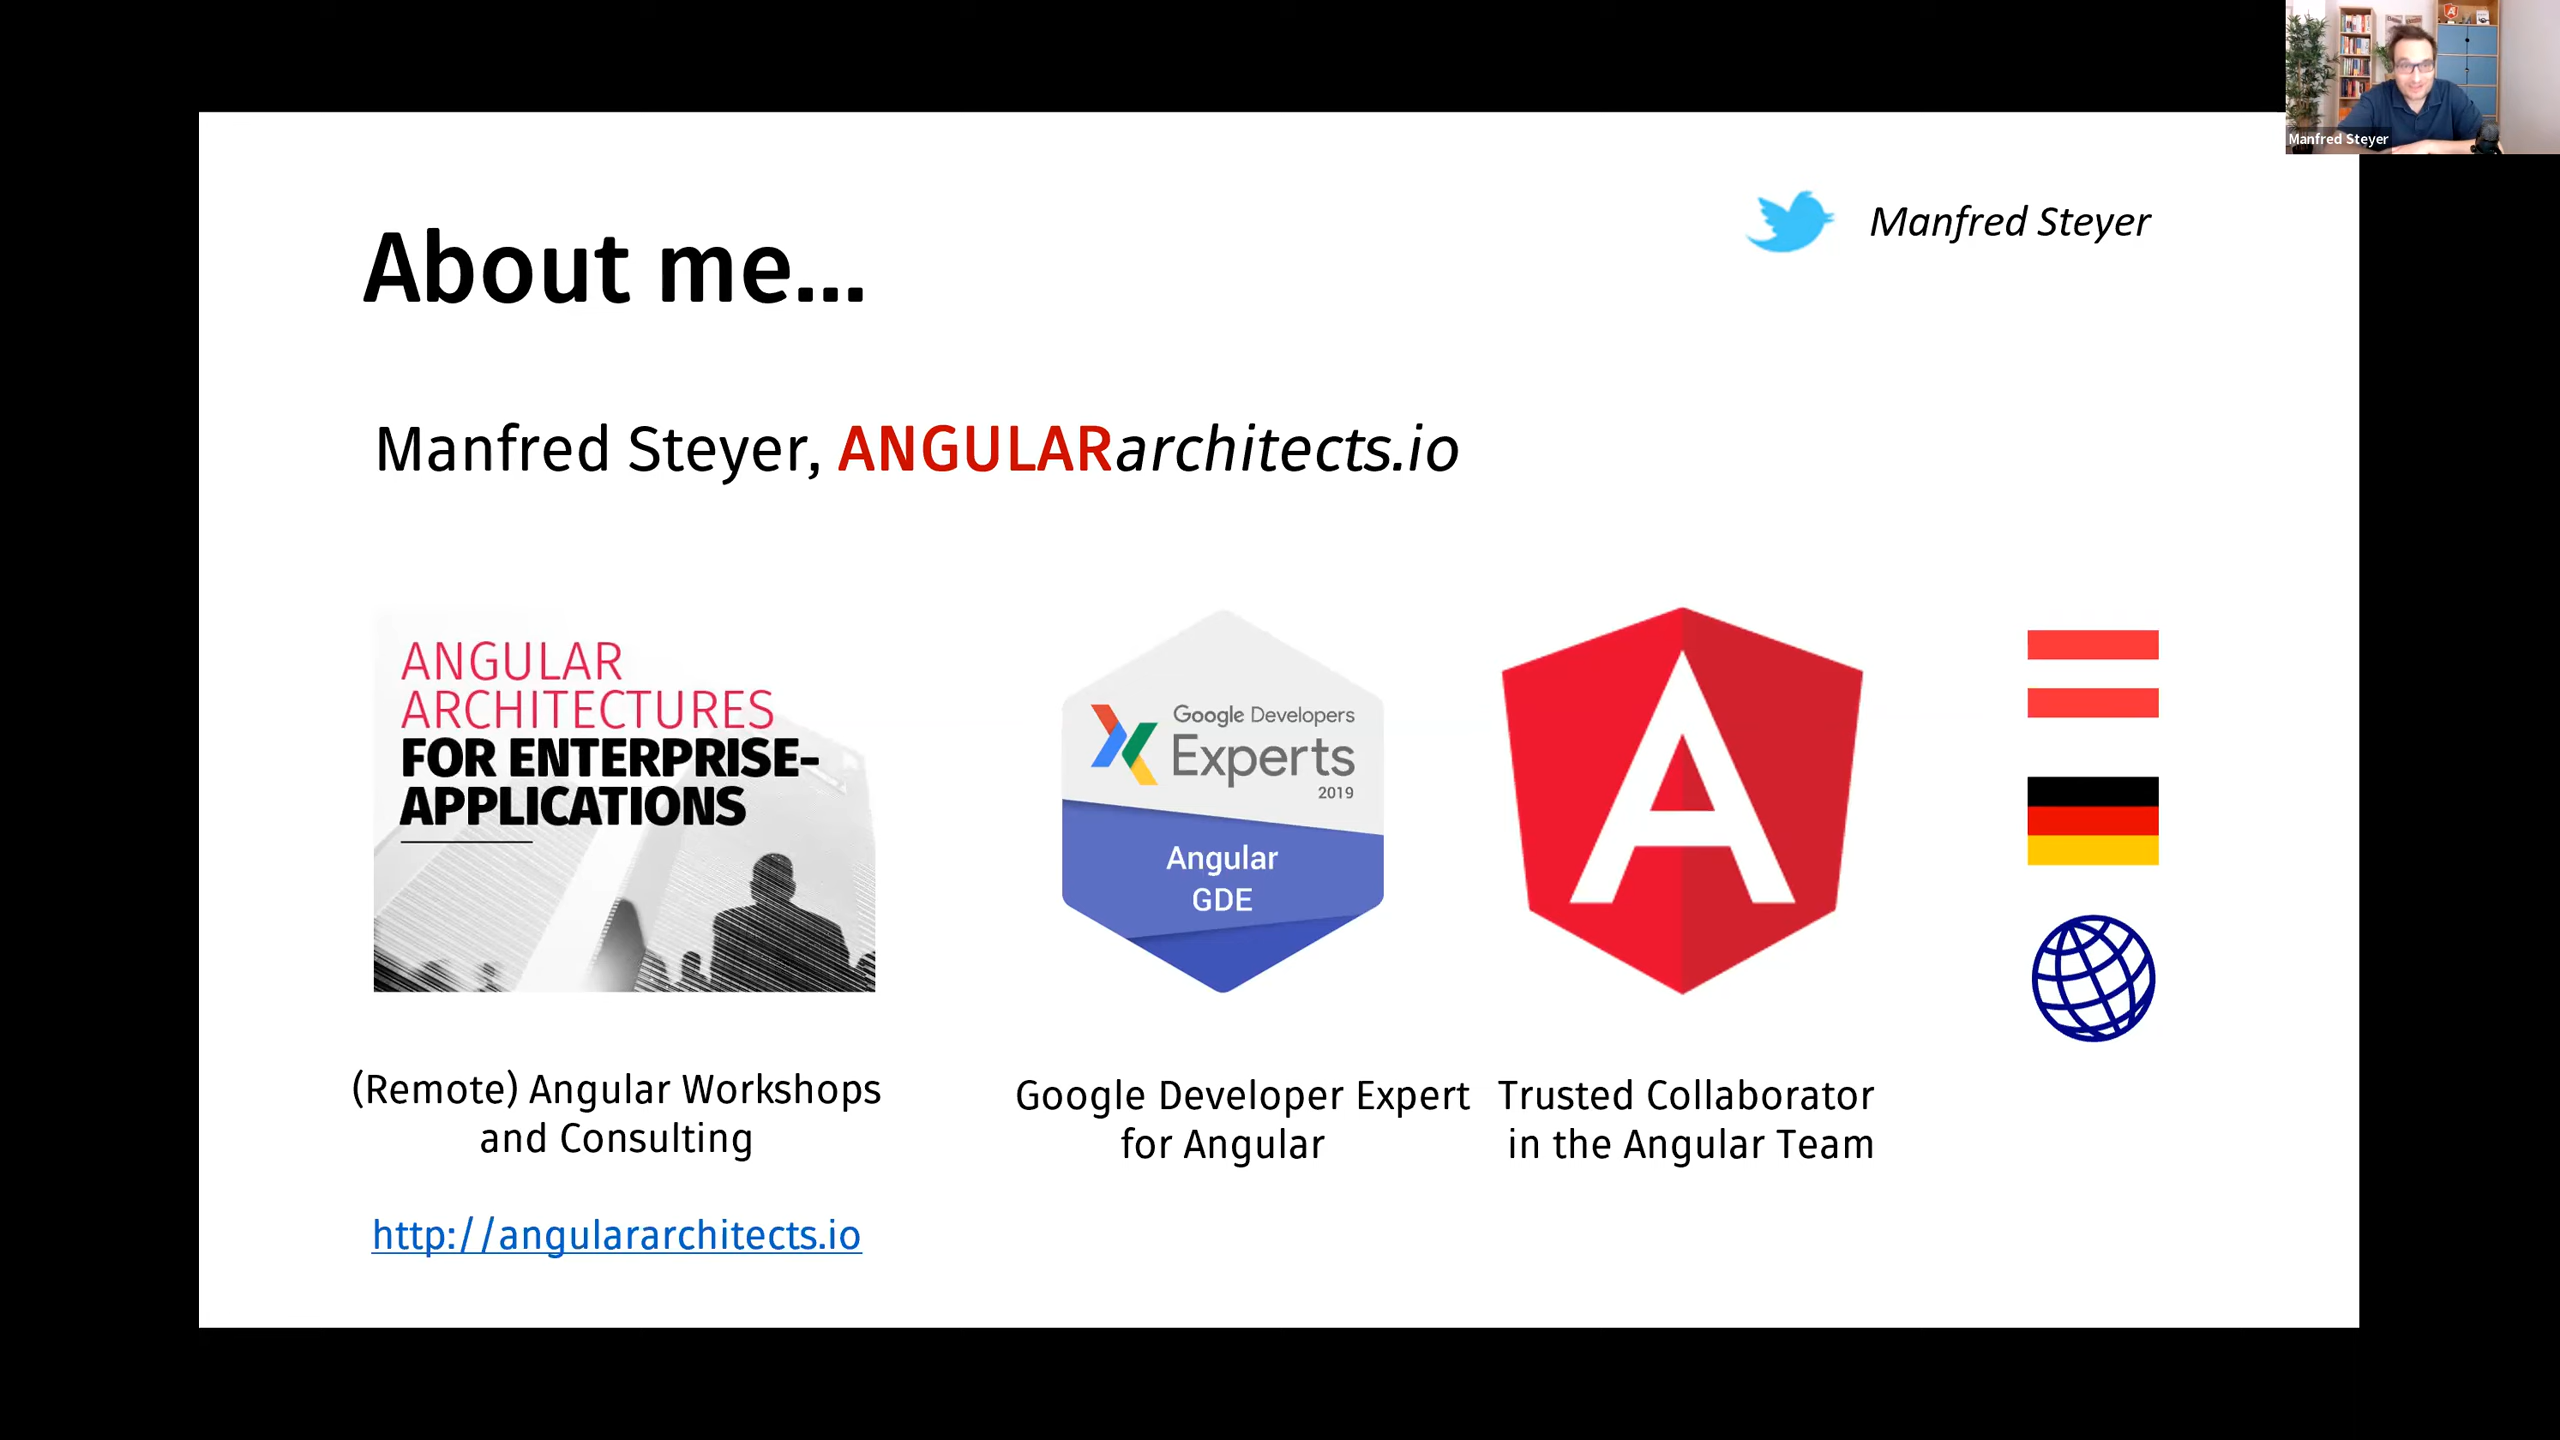 Manfred Steyer
Manfred Steyer
About me...
Manfred Steyer, ANGULARarchitects.io
ANGULAR
ARCHITECTURES
FOR ENTERPRISE-
APPLICATIONS
Google Developers
Experts
2019
Angular
GDE
(Remote) Angular Workshops
and Consulting
Google Developer Expert
for Angular
Trusted Collaborator
in the Angular Team
http://angulararchitects.io